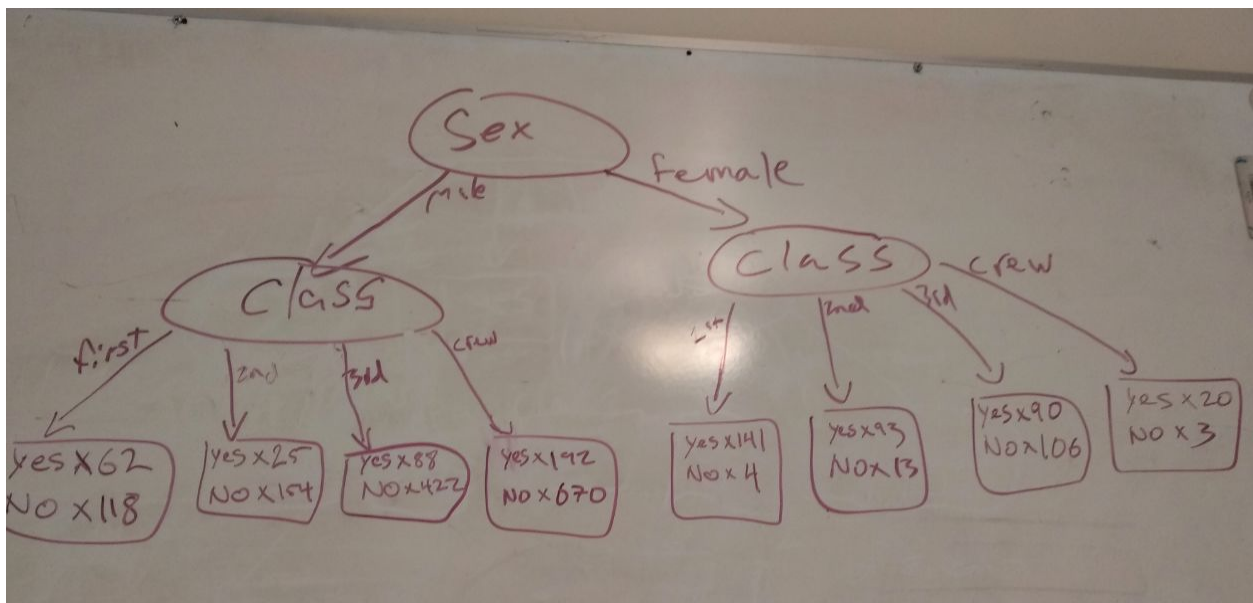 Sex
male
female
Class
Class
first
2nd
3rd
crew
1st
2nd
3rd
crew
yes x 62
No x 118
yes x 25
No x 154
yes x 88
No x 422
yes x 192
No x 670
yes x 141
No x 4
yes x 93
No x 13
yes x 90
No x 106
yes x 20
No x 3